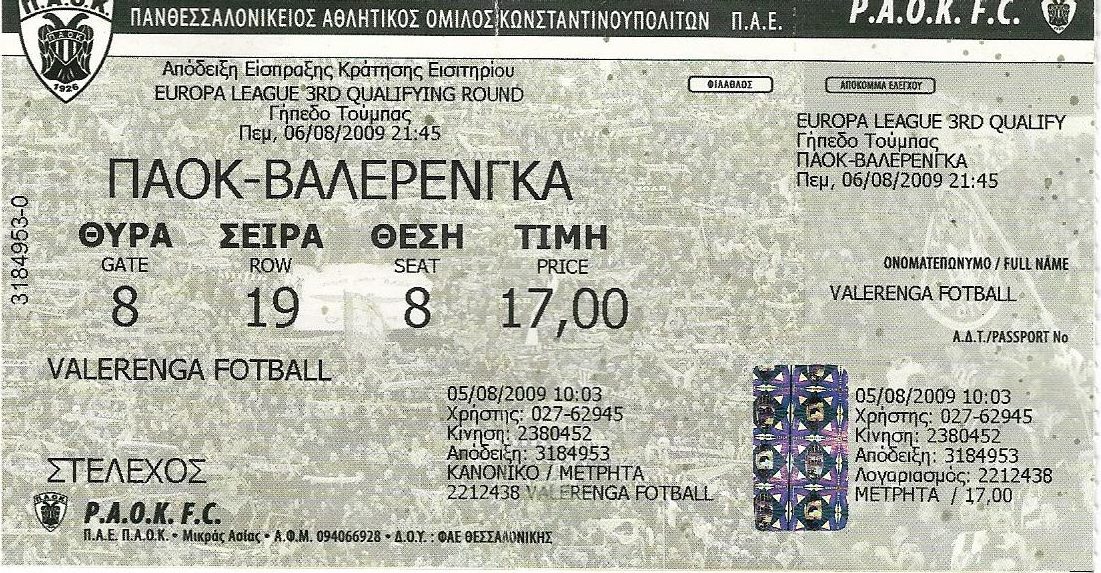 Π.Α.Ο.Κ.
ΠΑΝΘΕΣΣΑΛΟΝΙΚΕΙΟΣ ΑΘΛΗΤΙΚΟΣ ΟΜΙΛΟΣ ΚΩΝΣΤΑΝΤΙΝΟΥΠΟΛΙΤΩΝ Π.Α.Ε.
P.A.O.K. F.C.
ΠΑΟΚ
1926
Απόδειξη Είσπραξης Κράτησης Εισιτηρίου
EUROPA LEAGUE 3RD QUALIFYING ROUND
Γήπεδο Τούμπας
Πεμ, 06/08/2009 21:45
ΦΙΛΑΘΛΟΣ
ΠΑΟΚ-ΒΑΛΕΡΕΝΓΚΑ
ΘΥΡΑ ΣΕΙΡΑ ΘΕΣΗ ΤΙΜΗ
GATE ROW SEAT PRICE
8 19 8 17,00
3184953-0
VALERENGA FOTBALL
05/08/2009 10:03
Χρήστης: 027-62945
Κίνηση: 2380452
Απόδειξη: 3184953
ΚΑΝΟΝΙΚΟ / ΜΕΤΡΗΤΑ
2212438 VALERENGA FOTBALL
ΣΤΕΛΕΧΟΣ
ΠΑΟΚ
P.A.O.K. F.C.
Π.Α.Ε. Π.Α.Ο.Κ. • Μικράς Ασίας • Α.Φ.Μ. 094066928 • Δ.Ο.Υ. : ΦΑΕ ΘΕΣΣΑΛΟΝΙΚΗΣ
ΑΠΟΚΟΜΜΑ ΕΛΕΓΧΟΥ
EUROPA LEAGUE 3RD QUALIFY
Γήπεδο Τούμπας
ΠΑΟΚ-ΒΑΛΕΡΕΝΓΚΑ
Πεμ, 06/08/2009 21:45
ΟΝΟΜΑΤΕΠΩΝΥΜΟ / FULL NAME
VALERENGA FOTBALL
Α.Δ.Τ./PASSPORT No
05/08/2009 10:03
Χρήστης: 027-62945
Κίνηση: 2380452
Απόδειξη: 3184953
Λογαριασμός: 2212438
ΜΕΤΡΗΤΑ / 17,00